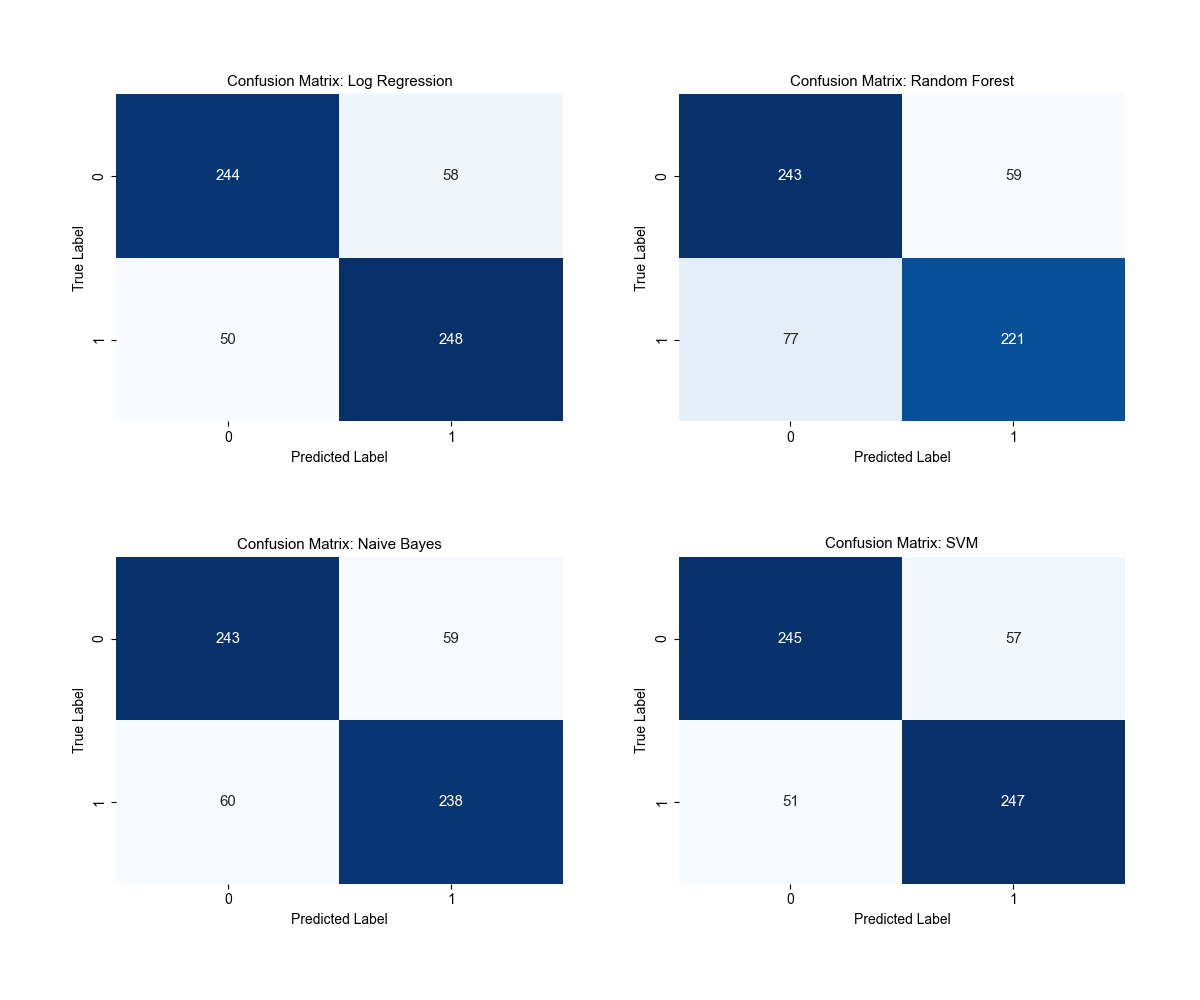 Confusion Matrix: Log Regression
0 244 58
True Label
1 50 248
0 1
Predicted Label
Confusion Matrix: Random Forest
0 243 59
True Label
1 77 221
0 1
Predicted Label
Confusion Matrix: Naive Bayes
0 243 59
True Label
1 60 238
0 1
Predicted Label
Confusion Matrix: SVM
0 245 57
True Label
1 51 247
0 1
Predicted Label